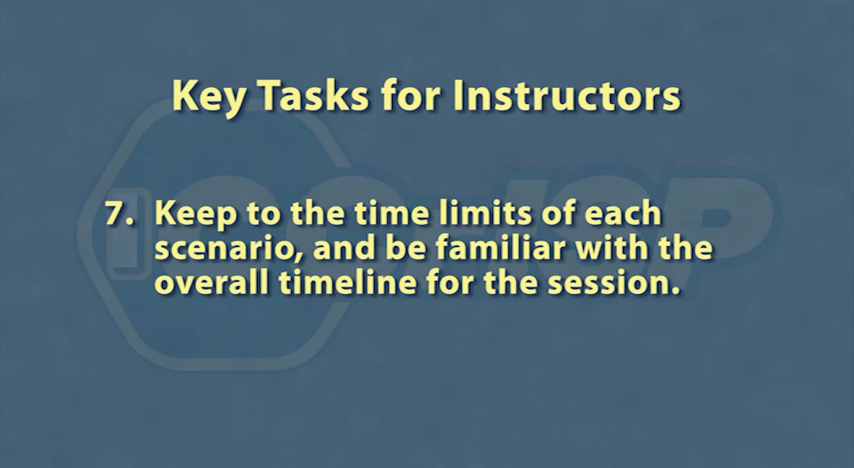 Key Tasks for Instructors
7. Keep to the time limits of each
scenario, and be familiar with the
overall timeline for the session.